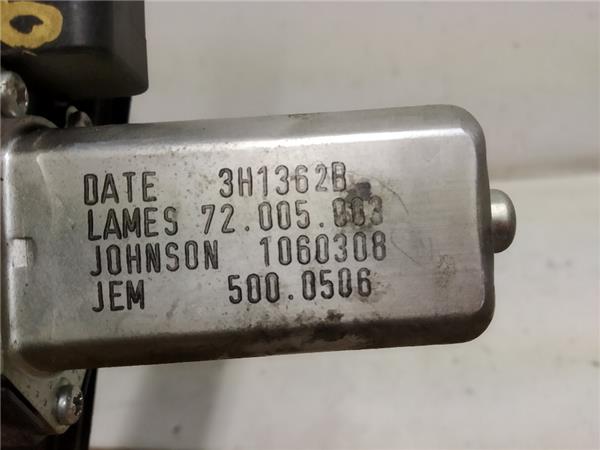 DATE 3H1362B
LAMES 72.005.003
JOHNSON 1060308
JEM 500.0506